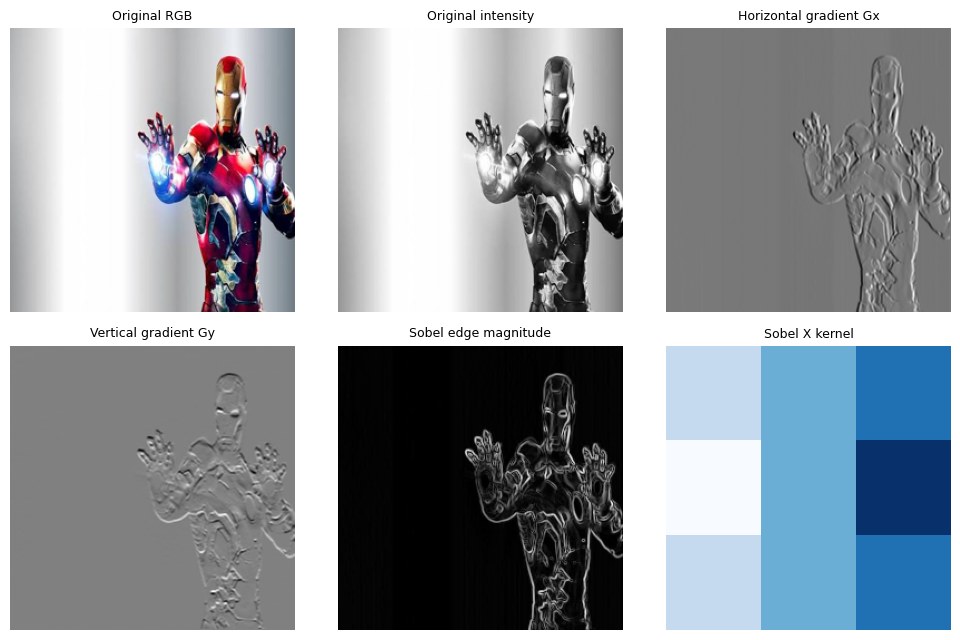 Original RGB
Original intensity
Horizontal gradient Gx
Vertical gradient Gy
Sobel edge magnitude
Sobel X kernel